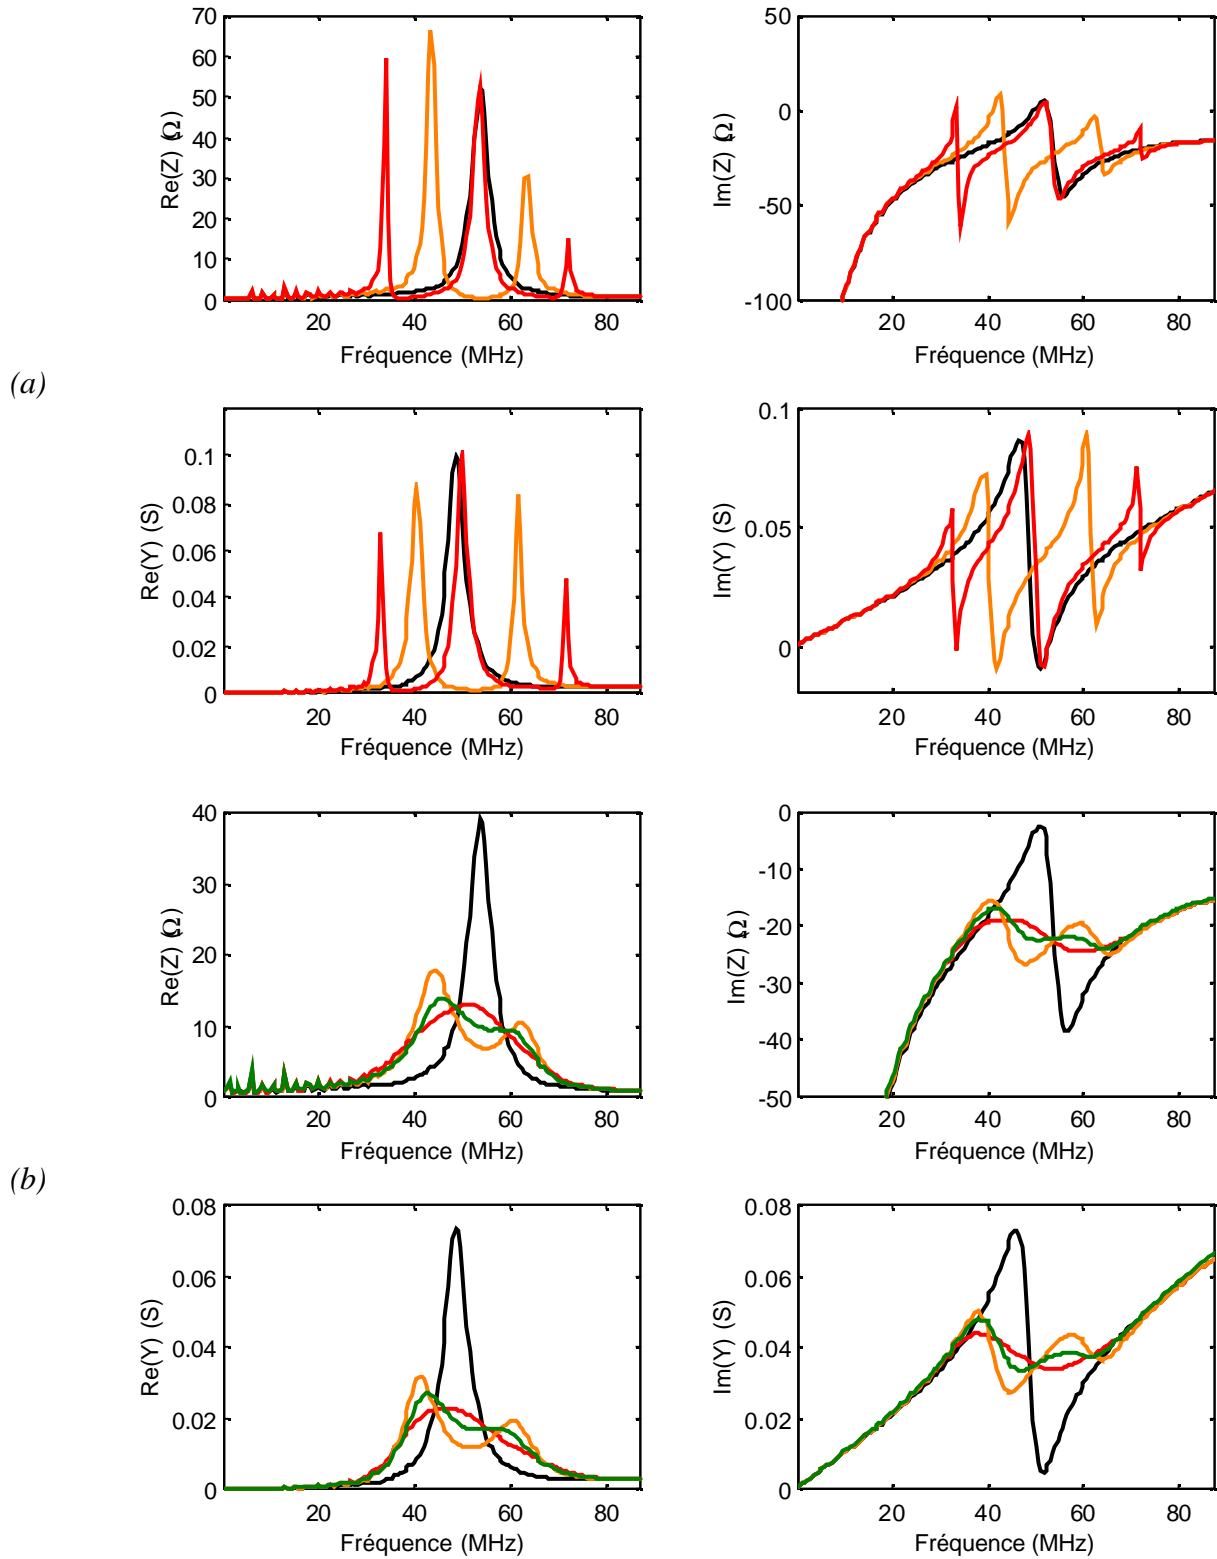 70
60
50
40
30
20
10
0
Re(Z) (Ω)
20 40 60 80
Fréquence (MHz)
50
0
-50
-100
Im(Z) (Ω)
20 40 60 80
Fréquence (MHz)
(a)
0.1
0.08
0.06
0.04
0.02
0
Re(Y) (S)
20 40 60 80
Fréquence (MHz)
0.1
0.05
0
Im(Y) (S)
20 40 60 80
Fréquence (MHz)
40
30
20
10
0
Re(Z) (Ω)
20 40 60 80
Fréquence (MHz)
0
-10
-20
-30
-40
-50
Im(Z) (Ω)
20 40 60 80
Fréquence (MHz)
(b)
0.08
0.06
0.04
0.02
0
Re(Y) (S)
20 40 60 80
Fréquence (MHz)
0.08
0.06
0.04
0.02
0
Im(Y) (S)
20 40 60 80
Fréquence (MHz)